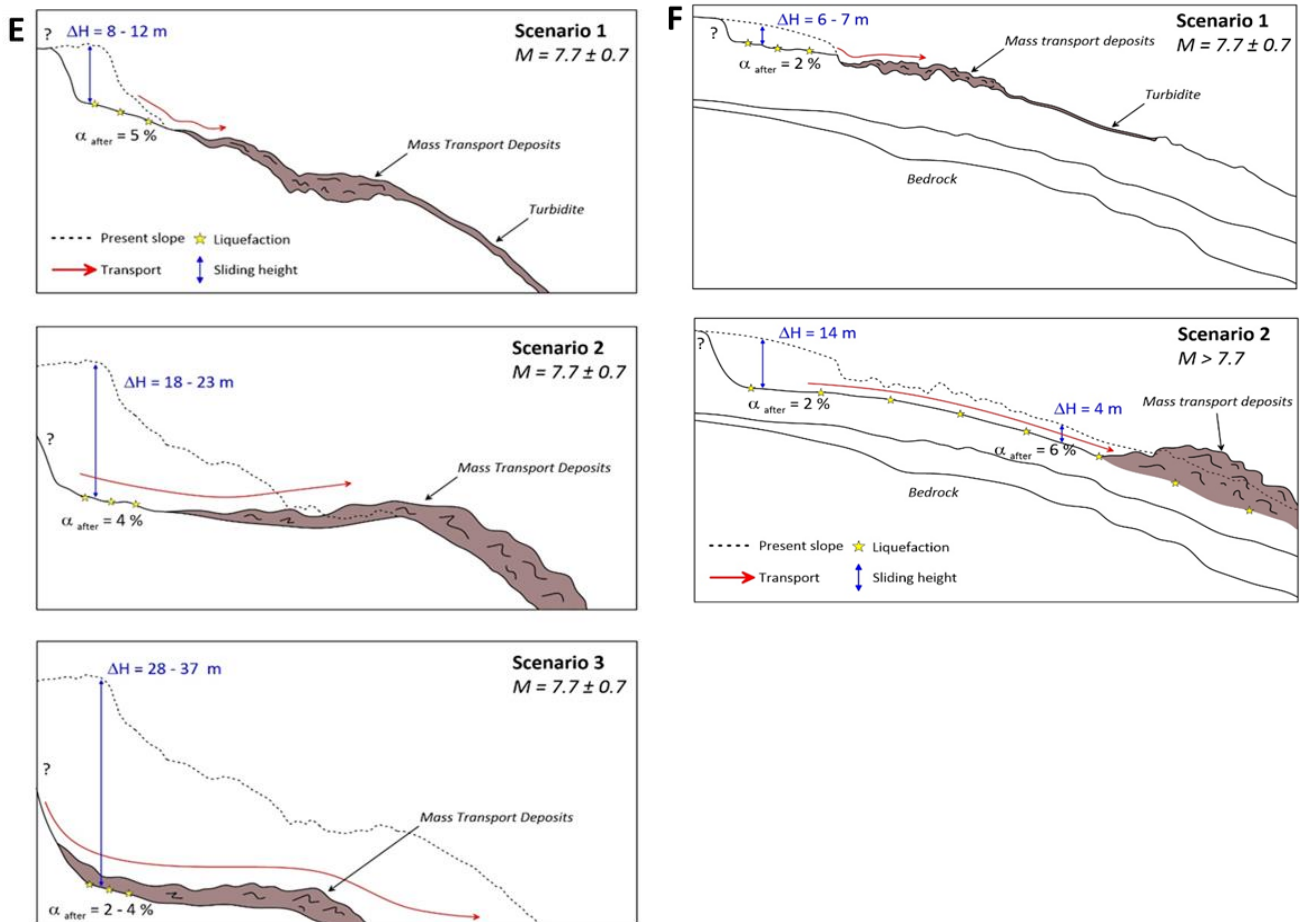 E
?
ΔH = 8 - 12 m
Scenario 1
M = 7.7 ± 0.7
α after = 5 %
Mass Transport Deposits
Turbidite
Present slope
Liquefaction
Transport
Sliding height
Scenario 2
M = 7.7 ± 0.7
ΔH = 18 - 23 m
?
Mass Transport Deposits
α after = 4 %
Scenario 3
M = 7.7 ± 0.7
ΔH = 28 - 37 m
?
Mass Transport Deposits
α after = 2 - 4 %
F
ΔH = 6 - 7 m
Scenario 1
M = 7.7 ± 0.7
?
Mass transport deposits
α after = 2 %
Turbidite
Bedrock
ΔH = 14 m
Scenario 2
M > 7.7
?
α after = 2 %
ΔH = 4 m
Mass transport deposits
α after = 6 %
Bedrock
Present slope
Liquefaction
Transport
Sliding height